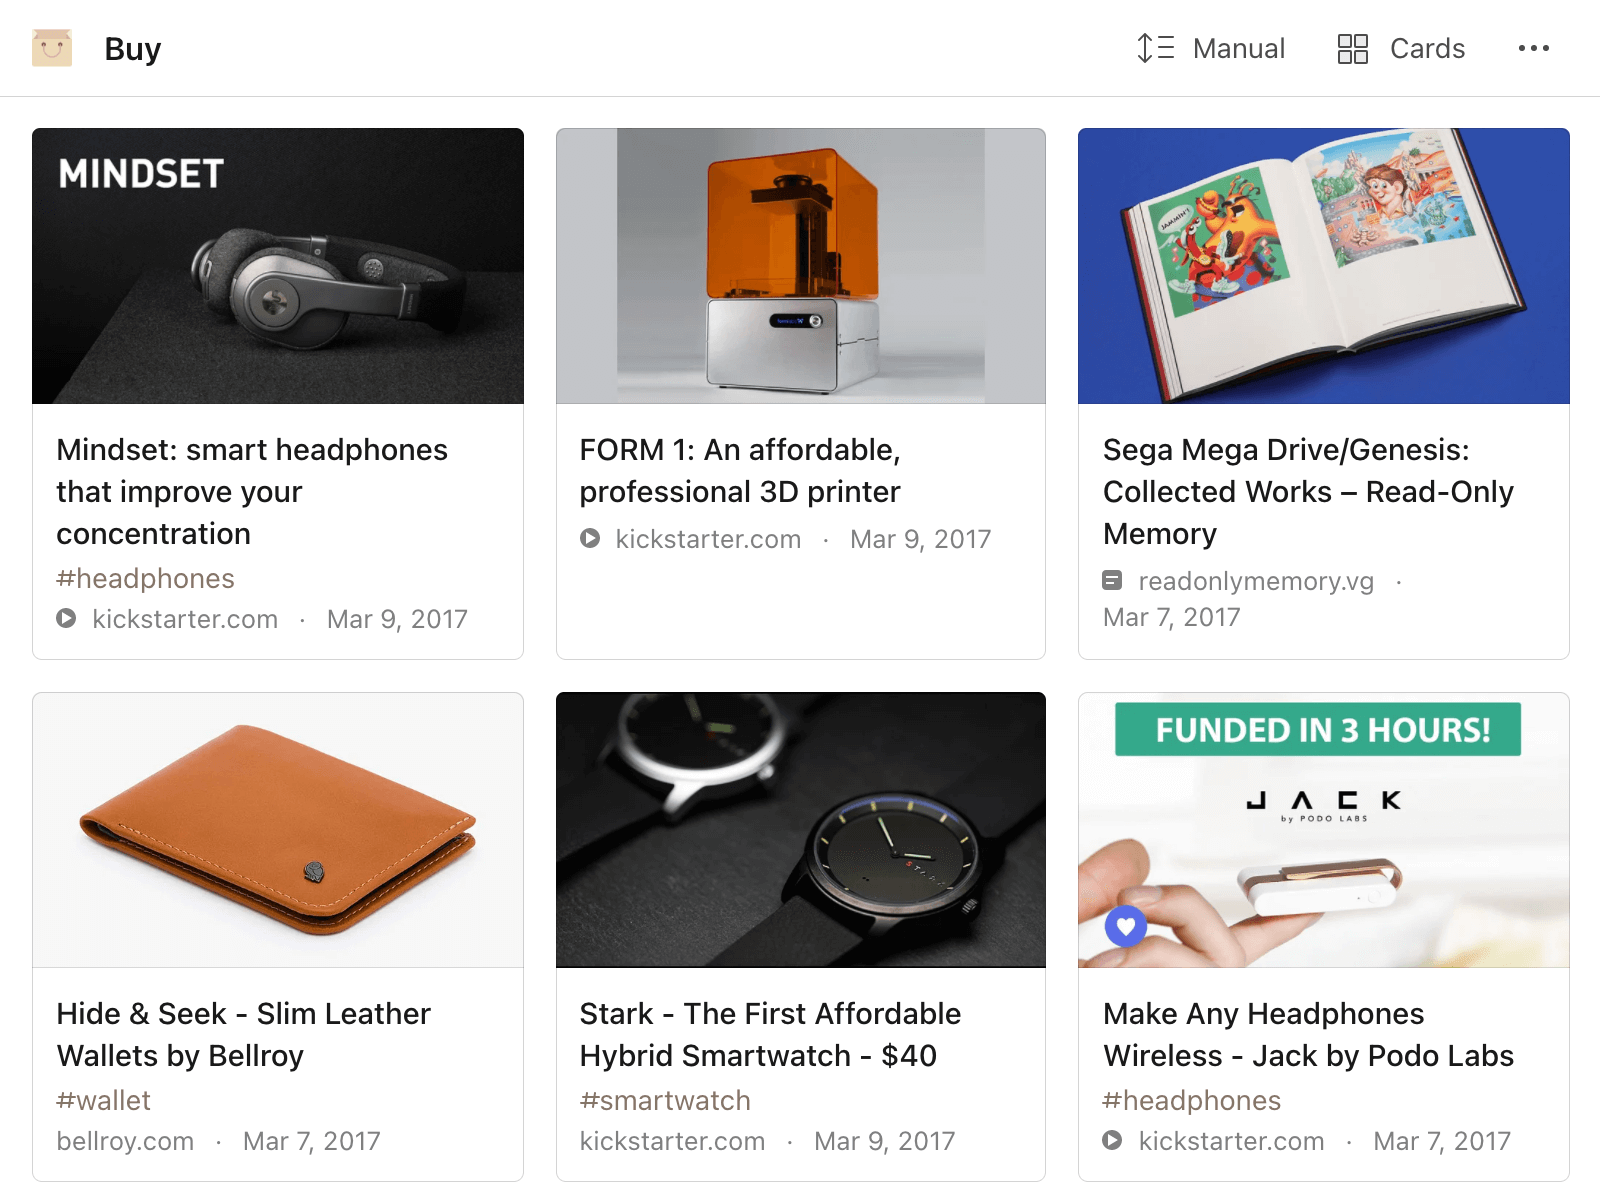 Buy
Manual
Cards
MINDSET
Mindset: smart headphones
that improve your
concentration
#headphones
kickstarter.com · Mar 9, 2017
FORM 1: An affordable,
professional 3D printer
kickstarter.com · Mar 9, 2017
JAMMIN'!
Sega Mega Drive/Genesis:
Collected Works – Read-Only
Memory
readonlymemory.vg ·
Mar 7, 2017
Hide & Seek - Slim Leather
Wallets by Bellroy
#wallet
bellroy.com · Mar 7, 2017
STARK
Stark - The First Affordable
Hybrid Smartwatch - $40
#smartwatch
kickstarter.com · Mar 9, 2017
FUNDED IN 3 HOURS!
JACK
by PODO LABS
Make Any Headphones
Wireless - Jack by Podo Labs
#headphones
kickstarter.com · Mar 7, 2017